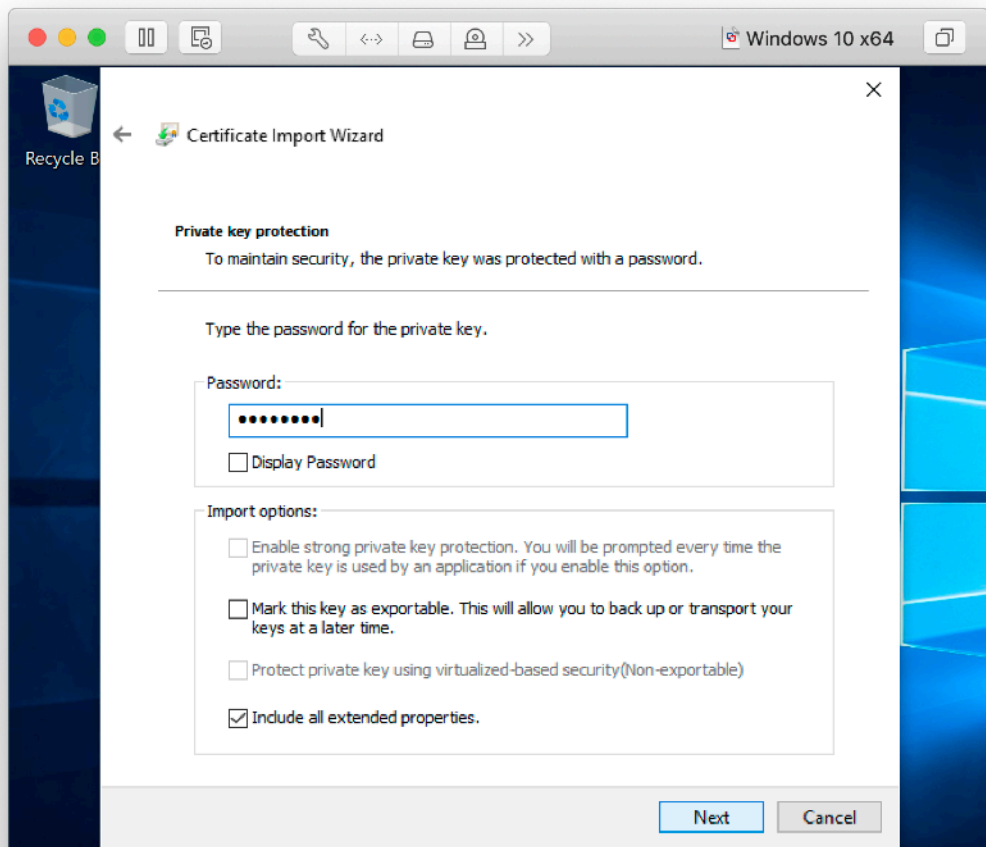 Windows 10 x64
Recycle B
Certificate Import Wizard
Private key protection
To maintain security, the private key was protected with a password.
Type the password for the private key.
Password:
••••••••
Display Password
Import options:
Enable strong private key protection. You will be prompted every time the
private key is used by an application if you enable this option.
Mark this key as exportable. This will allow you to back up or transport your
keys at a later time.
Protect private key using virtualized-based security(Non-exportable)
Include all extended properties.
Next
Cancel